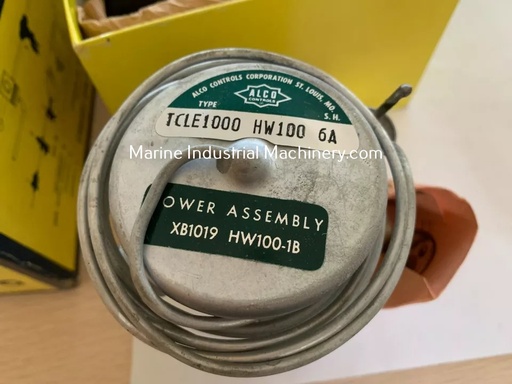 ALCO CONTROLS CORPORATION ST. LOUIS, MO.
ALCO
CONTROLS
TYPE
S.H.
TCLE1000 HW100 6A
Marine Industrial Machinery.com
OWER ASSEMBLY
XB1019 HW100-1B